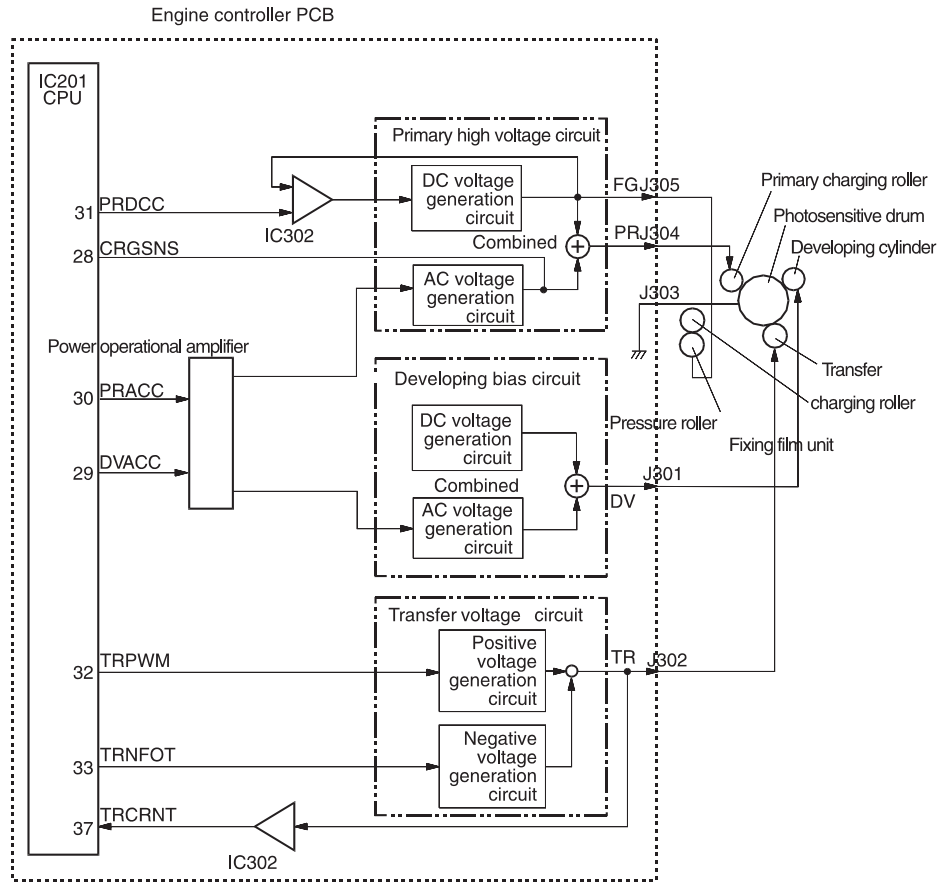 Engine controller PCB
IC201
CPU
Primary high voltage circuit
DC voltage
generation
circuit
FGJ305
Primary charging roller
31
PRDCC
IC302
Photosensitive drum
Combined
PRJ304
Developing cylinder
28
CRGSNS
AC voltage
generation
circuit
J303
Power operational amplifier
Developing bias circuit
Transfer
30
PRACC
charging roller
DC voltage
generation
circuit
Pressure roller
Fixing film unit
29
DVACC
Combined
J301
DV
AC voltage
generation
circuit
Transfer voltage circuit
Positive
voltage
generation
circuit
TR
J302
32
TRPWM
Negative
voltage
generation
circuit
33
TRNFOT
37
TRCRNT
IC302